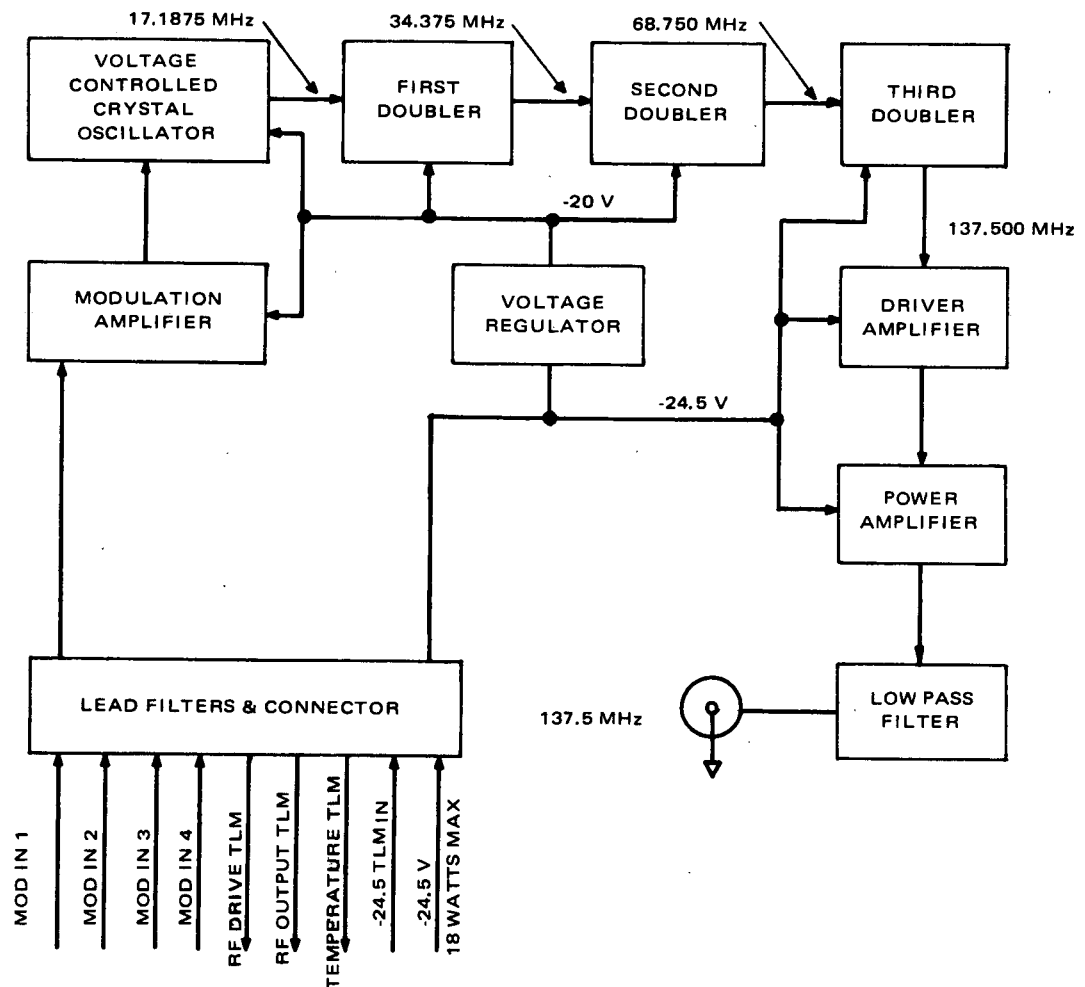 17.1875 MHz
34.375 MHz
68.750 MHz
VOLTAGE
CONTROLLED
CRYSTAL
OSCILLATOR
FIRST
DOUBLER
SECOND
DOUBLER
THIRD
DOUBLER
-20 V
137.500 MHz
MODULATION
AMPLIFIER
VOLTAGE
REGULATOR
DRIVER
AMPLIFIER
-24.5 V
POWER
AMPLIFIER
LEAD FILTERS & CONNECTOR
137.5 MHz
LOW PASS
FILTER
MOD IN 1
MOD IN 2
MOD IN 3
MOD IN 4
RF DRIVE TLM
RF OUTPUT TLM
TEMPERATURE TLM
-24.5 TLM IN
-24.5 V
18 WATTS MAX